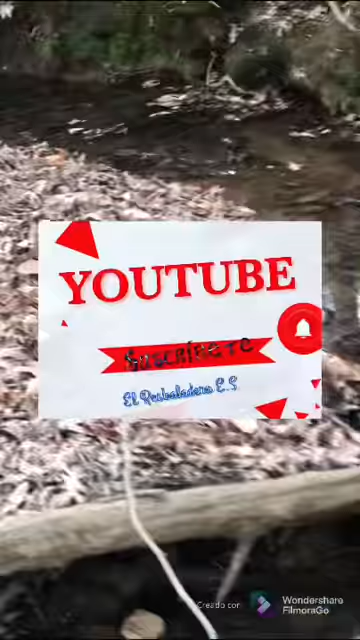 YOUTUBE
Suscríbete
El Resbaladero E.S
Creado con
Wondershare
FilmoraGo